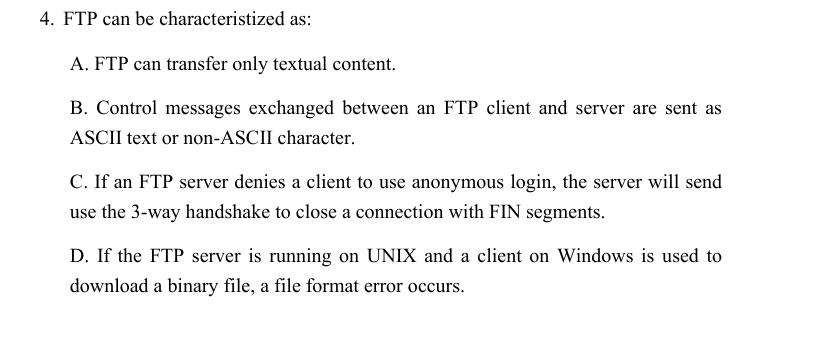 4. FTP can be characteristized as:
A. FTP can transfer only textual content.
B. Control messages exchanged between an FTP client and server are sent as
ASCII text or non-ASCII character.
C. If an FTP server denies a client to use anonymous login, the server will send
use the 3-way handshake to close a connection with FIN segments.
D. If the FTP server is running on UNIX and a client on Windows is used to
download a binary file, a file format error occurs.